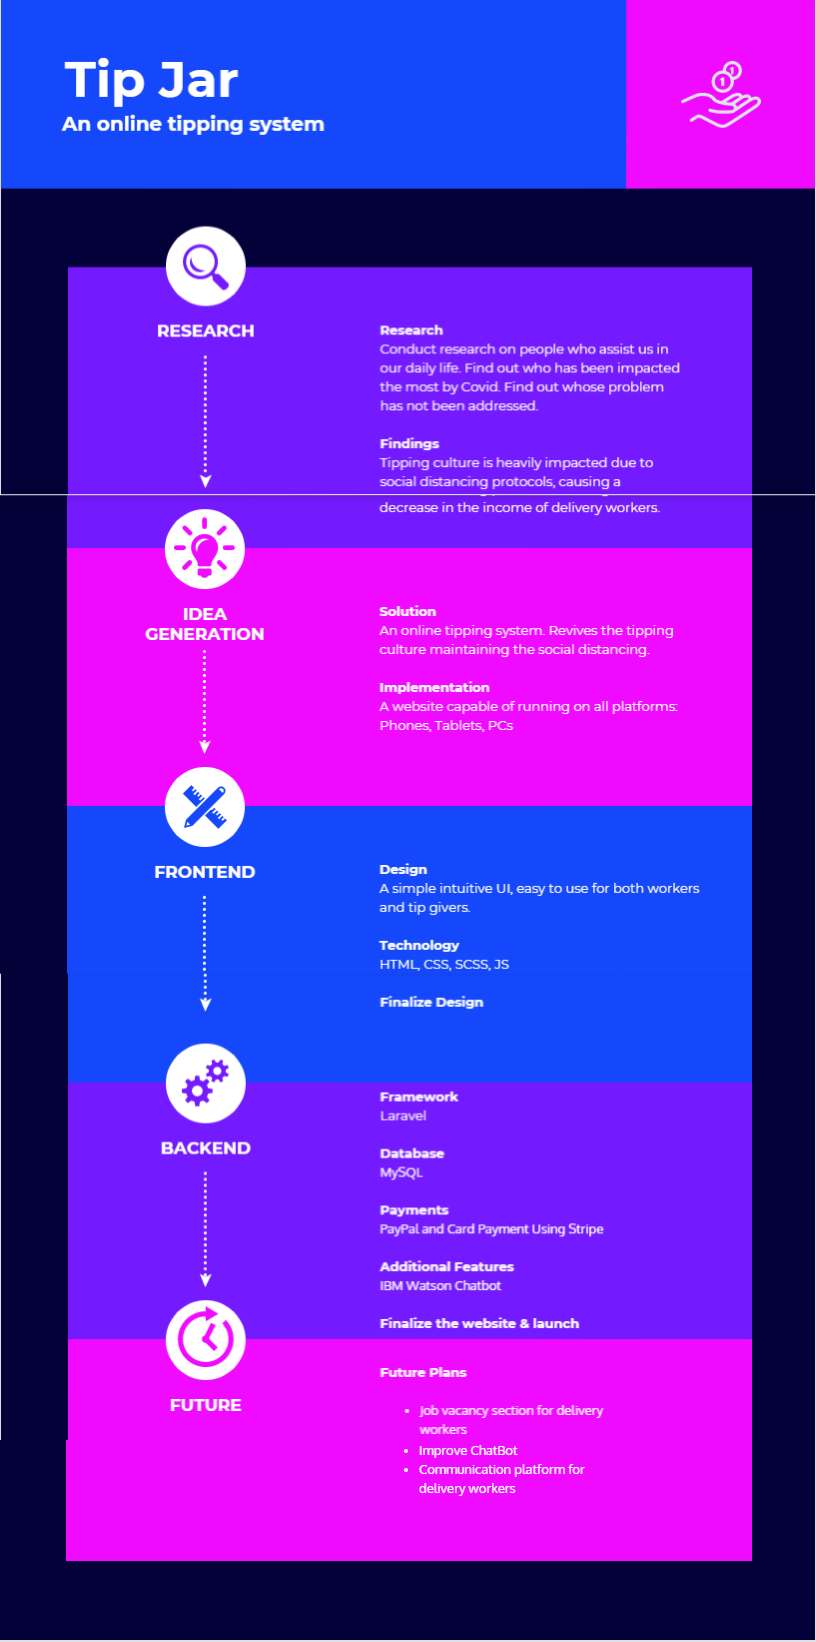 Tip Jar
An online tipping system
1
1
RESEARCH
Research
Conduct research on people who assist us in
our daily life. Find out who has been impacted
the most by Covid. Find out whose problem
has not been addressed.
Findings
Tipping culture is heavily impacted due to
social distancing protocols, causing a
decrease in the income of delivery workers.
IDEA
GENERATION
Solution
An online tipping system. Revives the tipping
culture maintaining the social distancing.
Implementation
A website capable of running on all platforms:
Phones, Tablets, PCs
FRONTEND
Design
A simple intuitive UI, easy to use for both workers
and tip givers.
Technology
HTML, CSS, SCSS, JS
Finalize Design
BACKEND
Framework
Laravel
Database
MySQL
Payments
PayPal and Card Payment Using Stripe
Additional Features
IBM Watson Chatbot
Finalize the website & launch
FUTURE
Future Plans
• Job vacancy section for delivery
workers
• Improve ChatBot
• Communication platform for
delivery workers